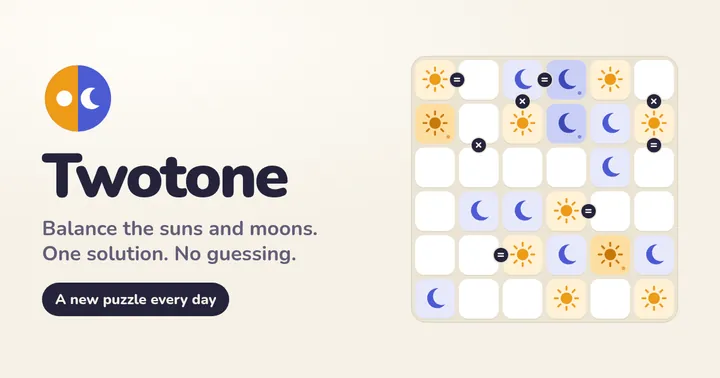 Twotone
Balance the suns and moons.
One solution. No guessing.
A new puzzle every day
= =
× ×
× =
=
=